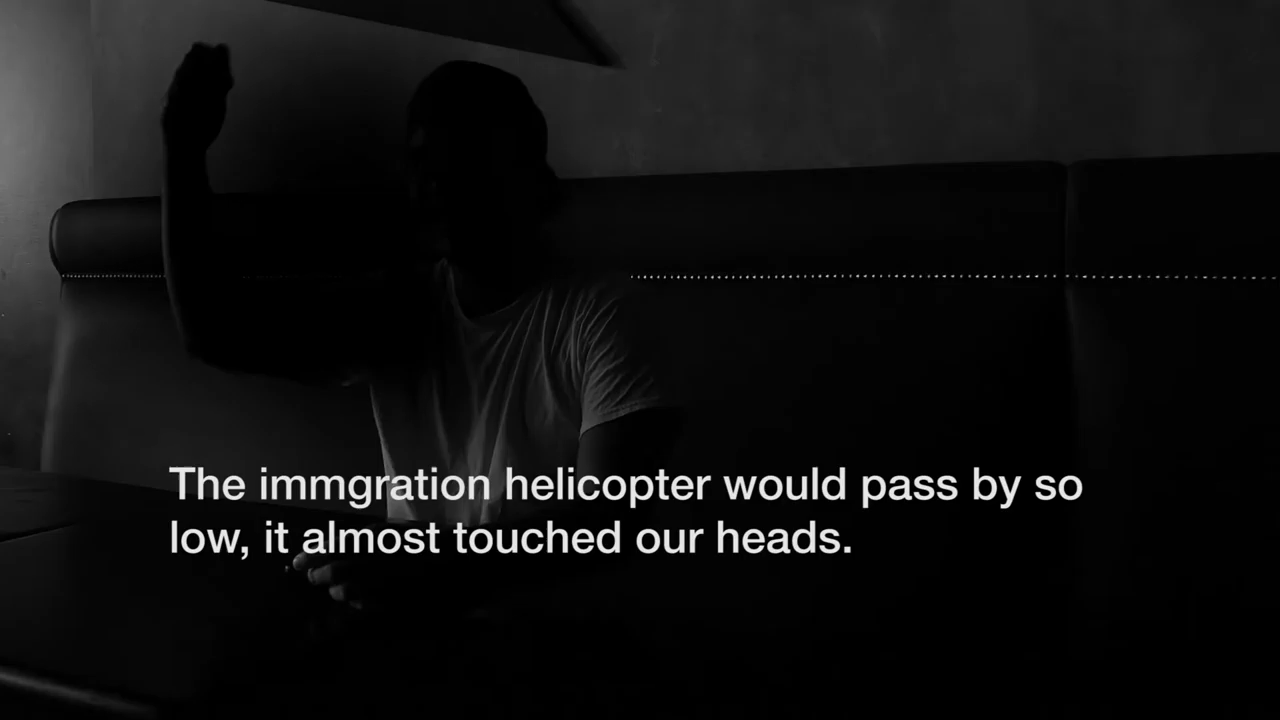 The immgration helicopter would pass by so
low, it almost touched our heads.